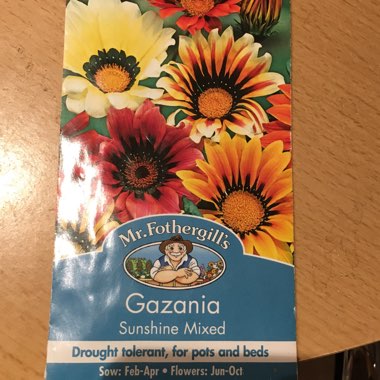 Mr. Fothergill's
Gazania
Sunshine Mixed
Drought tolerant, for pots and beds
Sow: Feb-Apr • Flowers: Jun-Oct